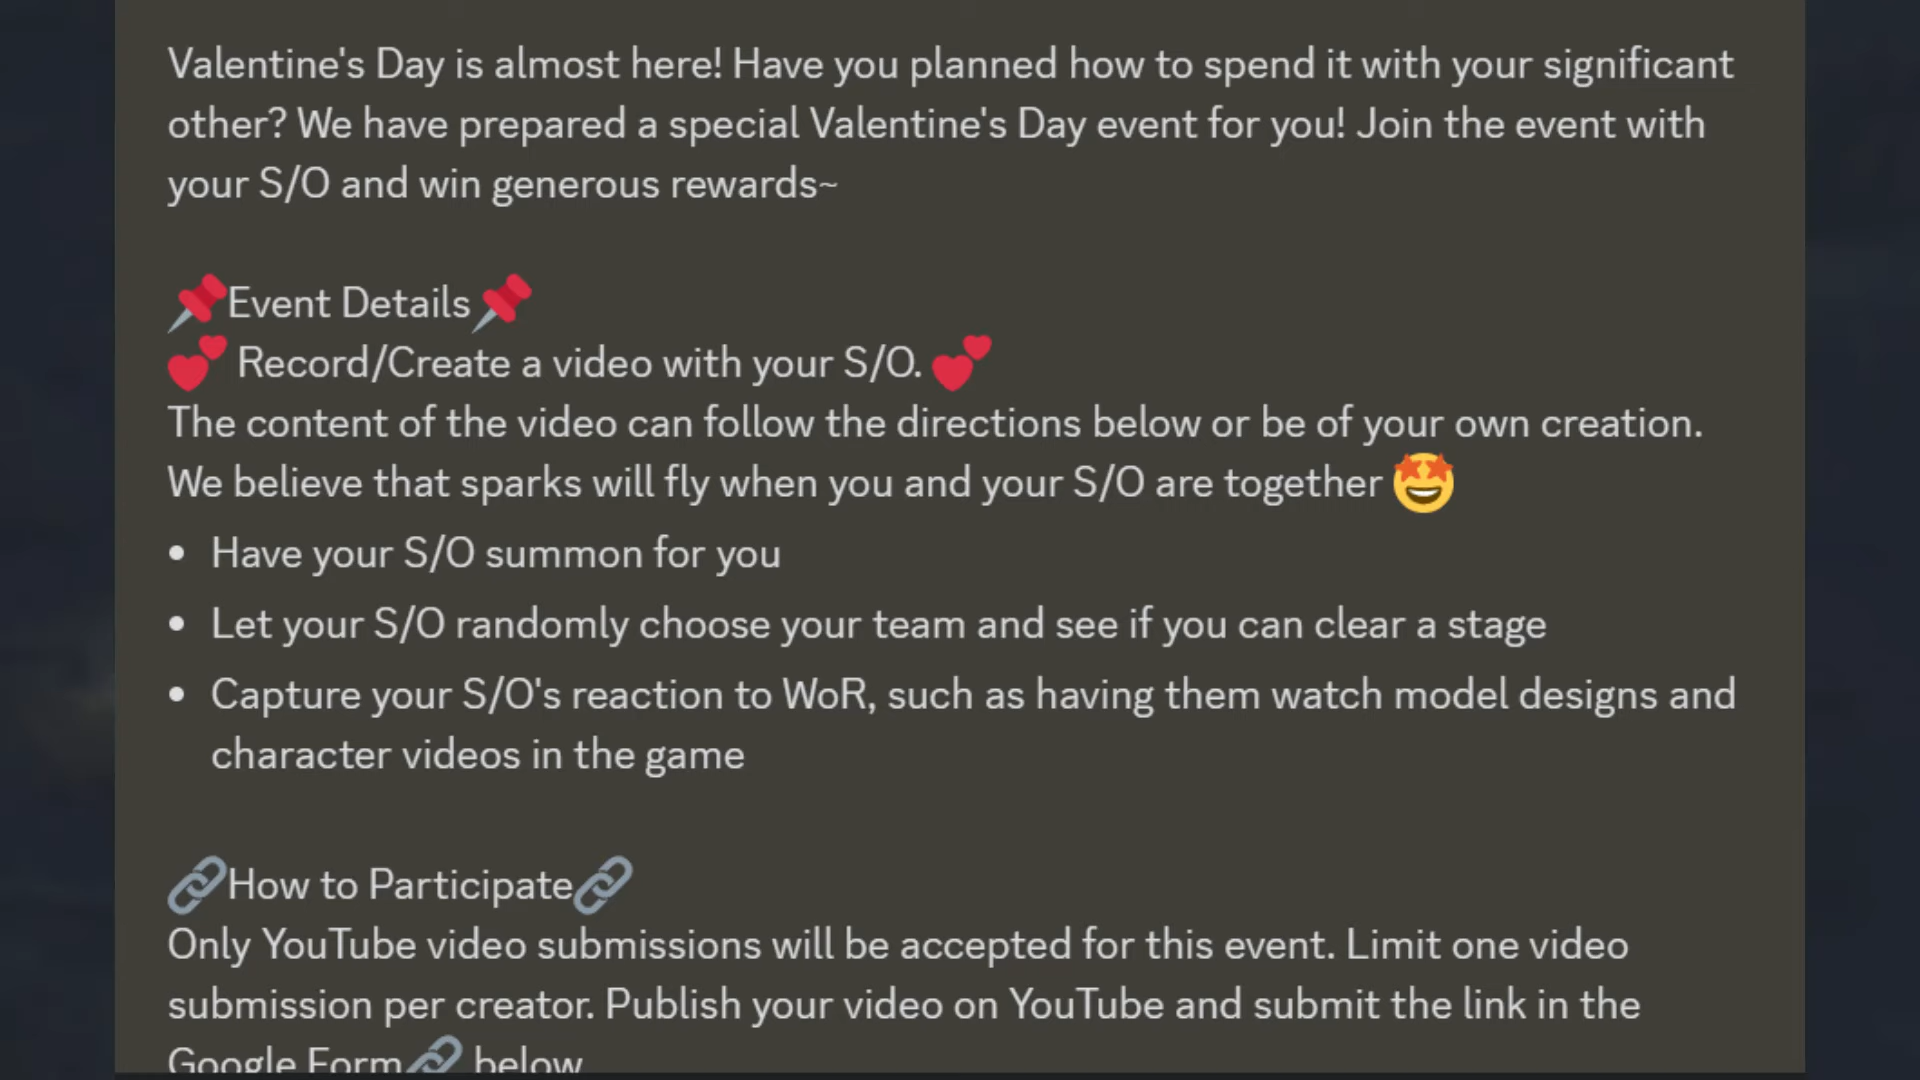 Valentine's Day is almost here! Have you planned how to spend it with your significant
other? We have prepared a special Valentine's Day event for you! Join the event with
your S/O and win generous rewards~
📌Event Details📌
💕 Record/Create a video with your S/O. 💕
The content of the video can follow the directions below or be of your own creation.
We believe that sparks will fly when you and your S/O are together 🤩
• Have your S/O summon for you
• Let your S/O randomly choose your team and see if you can clear a stage
• Capture your S/O's reaction to WoR, such as having them watch model designs and
character videos in the game
🔗How to Participate🔗
Only YouTube video submissions will be accepted for this event. Limit one video
submission per creator. Publish your video on YouTube and submit the link in the
Google Form🔗 below